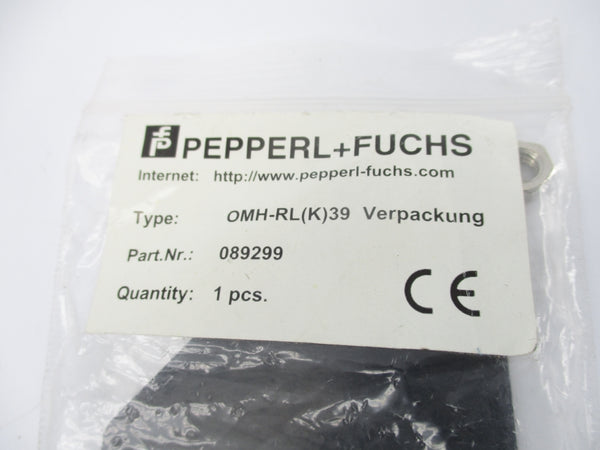 PEPPERL+FUCHS
Internet: http://www.pepperl-fuchs.com
Type: OMH-RL(K)39 Verpackung
Part.Nr.: 089299
Quantity: 1 pcs.
CE